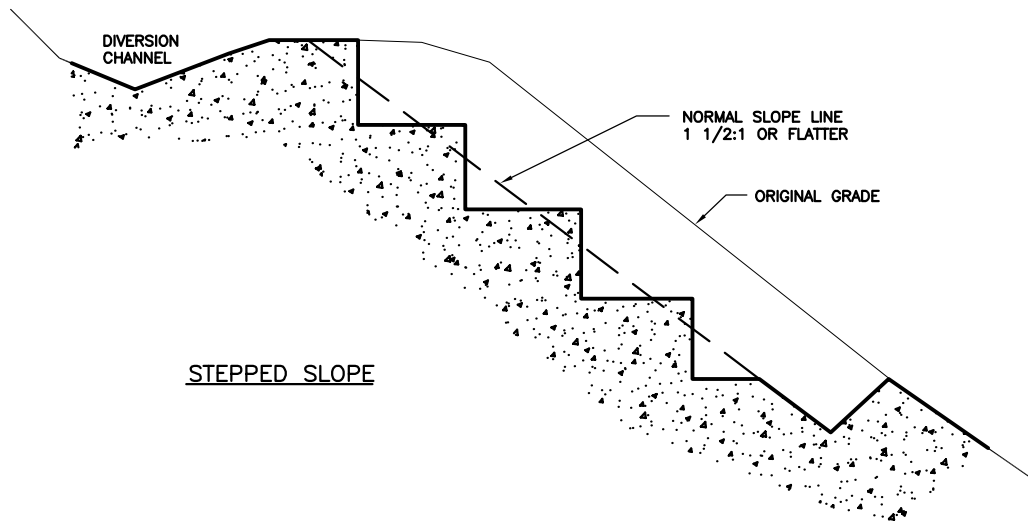 DIVERSION
CHANNEL
NORMAL SLOPE LINE
1 1/2:1 OR FLATTER
ORIGINAL GRADE
STEPPED SLOPE